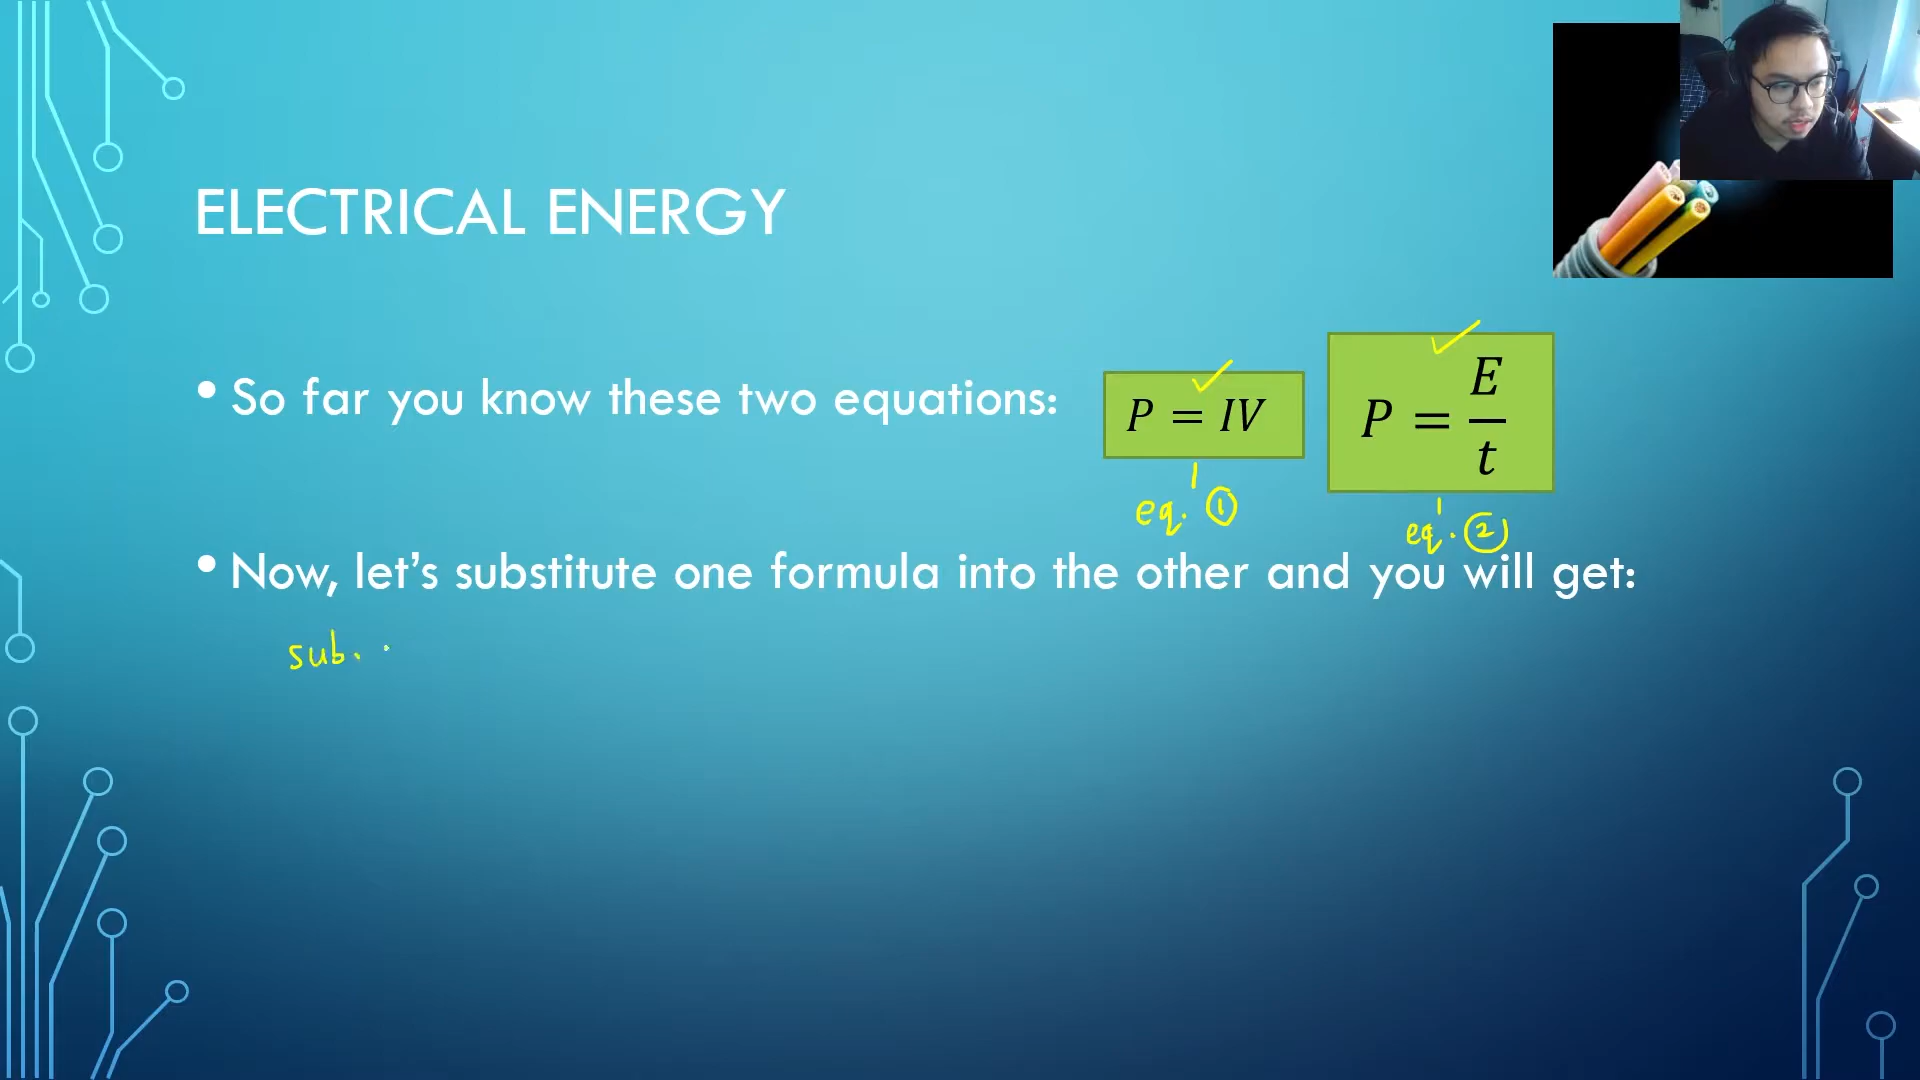 ELECTRICAL ENERGY
• So far you know these two equations:
P = IV
P = E/t
eq. ①
eq. ②
• Now, let's substitute one formula into the other and you will get:
sub.